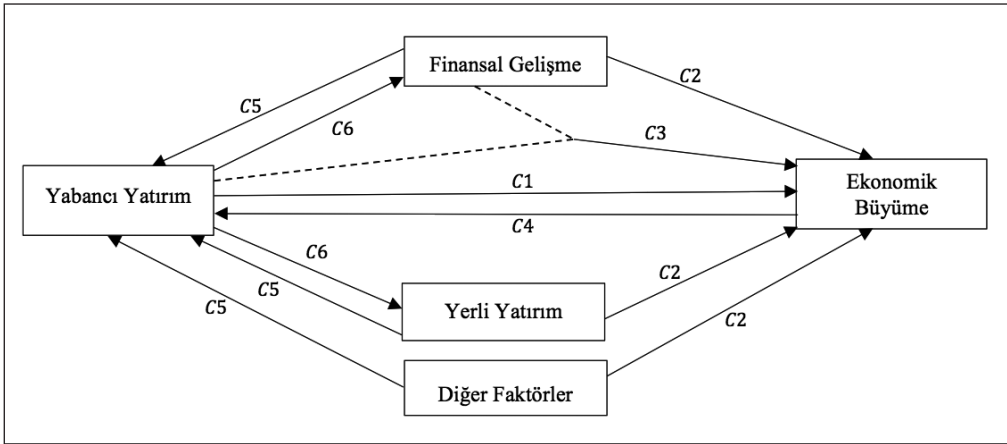 Finansal Gelişme
C2
C5
C6
C3
Yabancı Yatırım
C1
Ekonomik
Büyüme
C4
C6
C5
C2
Yerli Yatırım
C5
C2
Diğer Faktörler